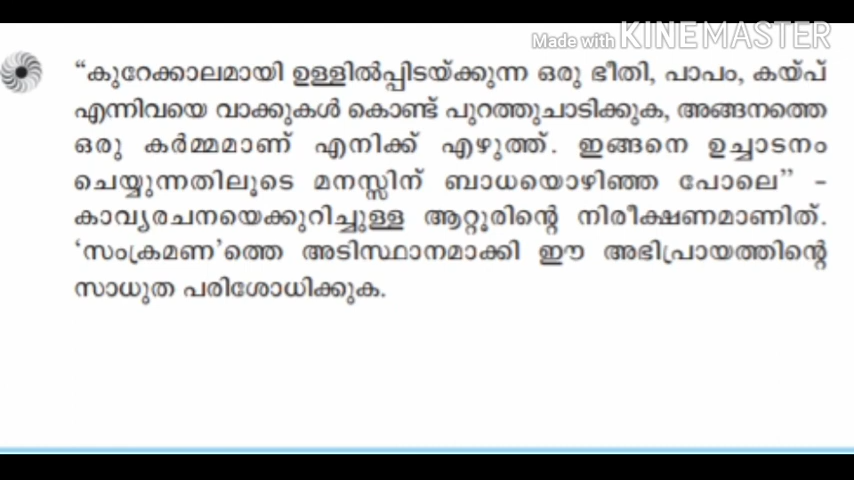 Made with KINEMASTER
“കുറേക്കാലമായി ഉള്ളിൽപ്പിടയ്ക്കുന്ന ഒരു ഭീതി, പാപം, കയ്പ്
എന്നിവയെ വാക്കുകൾ കൊണ്ട് പുറത്തുചാടിക്കുക, അങ്ങനത്തെ
ഒരു കർമ്മമാണ് എനിക്ക് എഴുത്ത്. ഇങ്ങനെ ഉച്ചാടനം
ചെയ്യുന്നതിലൂടെ മനസ്സിന് ബാധയൊഴിഞ്ഞ പോലെ” –
കാവ്യരചനയെക്കുറിച്ചുള്ള ആറ്റൂരിന്റെ നിരീക്ഷണമാണിത്.
‘സംക്രമണ’ത്തെ അടിസ്ഥാനമാക്കി ഈ അഭിപ്രായത്തിന്റെ
സാധുത പരിശോധിക്കുക.